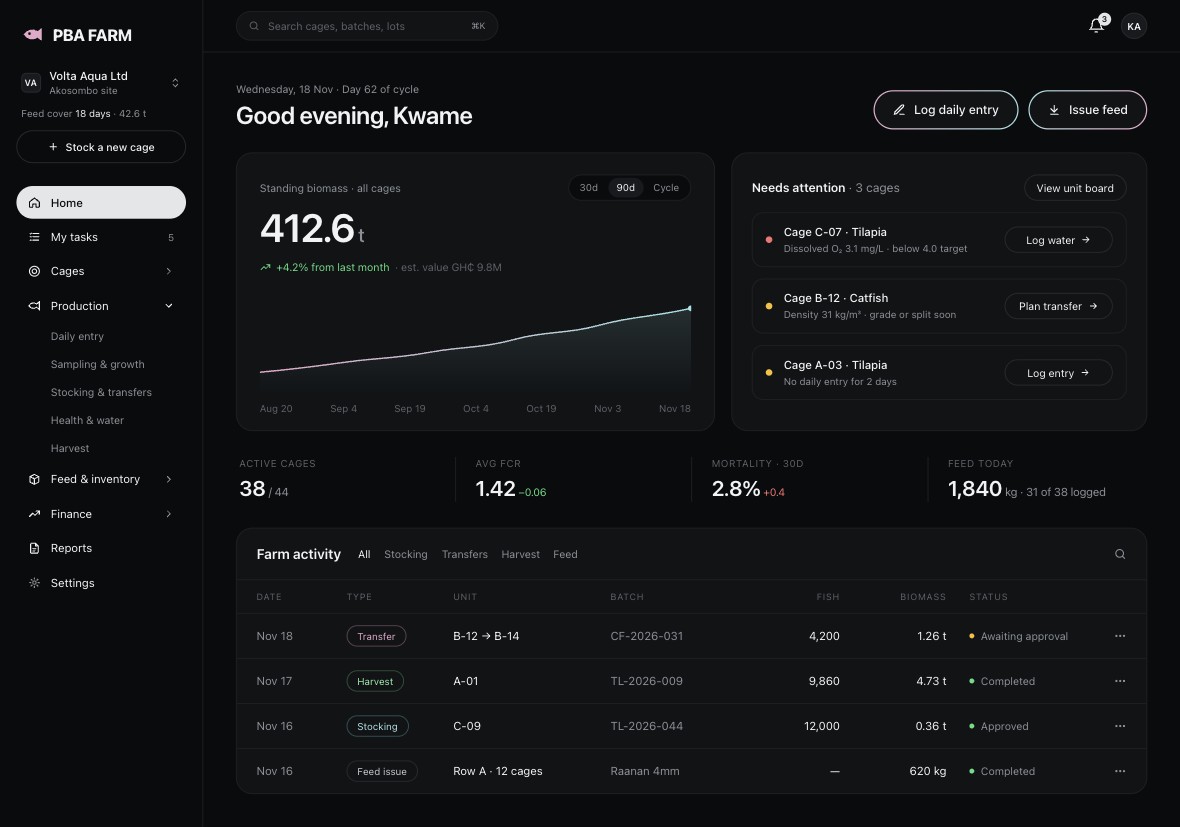 PBA FARM
VA
Volta Aqua Ltd
Akosombo site
Feed cover 18 days · 42.6 t
+ Stock a new cage
Home
My tasks 5
Cages
Production
Daily entry
Sampling & growth
Stocking & transfers
Health & water
Harvest
Feed & inventory
Finance
Reports
Settings
Search cages, batches, lots ⌘K
3
KA
Wednesday, 18 Nov · Day 62 of cycle
Good evening, Kwame
Log daily entry
Issue feed
Standing biomass · all cages
30d 90d Cycle
412.6 t
+4.2% from last month · est. value GH₵ 9.8M
Aug 20 Sep 4 Sep 19 Oct 4 Oct 19 Nov 3 Nov 18
Needs attention · 3 cages
View unit board
Cage C-07 · Tilapia
Dissolved O₂ 3.1 mg/L · below 4.0 target
Log water →
Cage B-12 · Catfish
Density 31 kg/m³ · grade or split soon
Plan transfer →
Cage A-03 · Tilapia
No daily entry for 2 days
Log entry →
ACTIVE CAGES
38 / 44
AVG FCR
1.42 −0.06
MORTALITY · 30D
2.8% +0.4
FEED TODAY
1,840 kg · 31 of 38 logged
Farm activity All Stocking Transfers Harvest Feed
DATE TYPE UNIT BATCH FISH BIOMASS STATUS
Nov 18 Transfer B-12 → B-14 CF-2026-031 4,200 1.26 t Awaiting approval ···
Nov 17 Harvest A-01 TL-2026-009 9,860 4.73 t Completed ···
Nov 16 Stocking C-09 TL-2026-044 12,000 0.36 t Approved ···
Nov 16 Feed issue Row A · 12 cages Raanan 4mm — 620 kg Completed ···